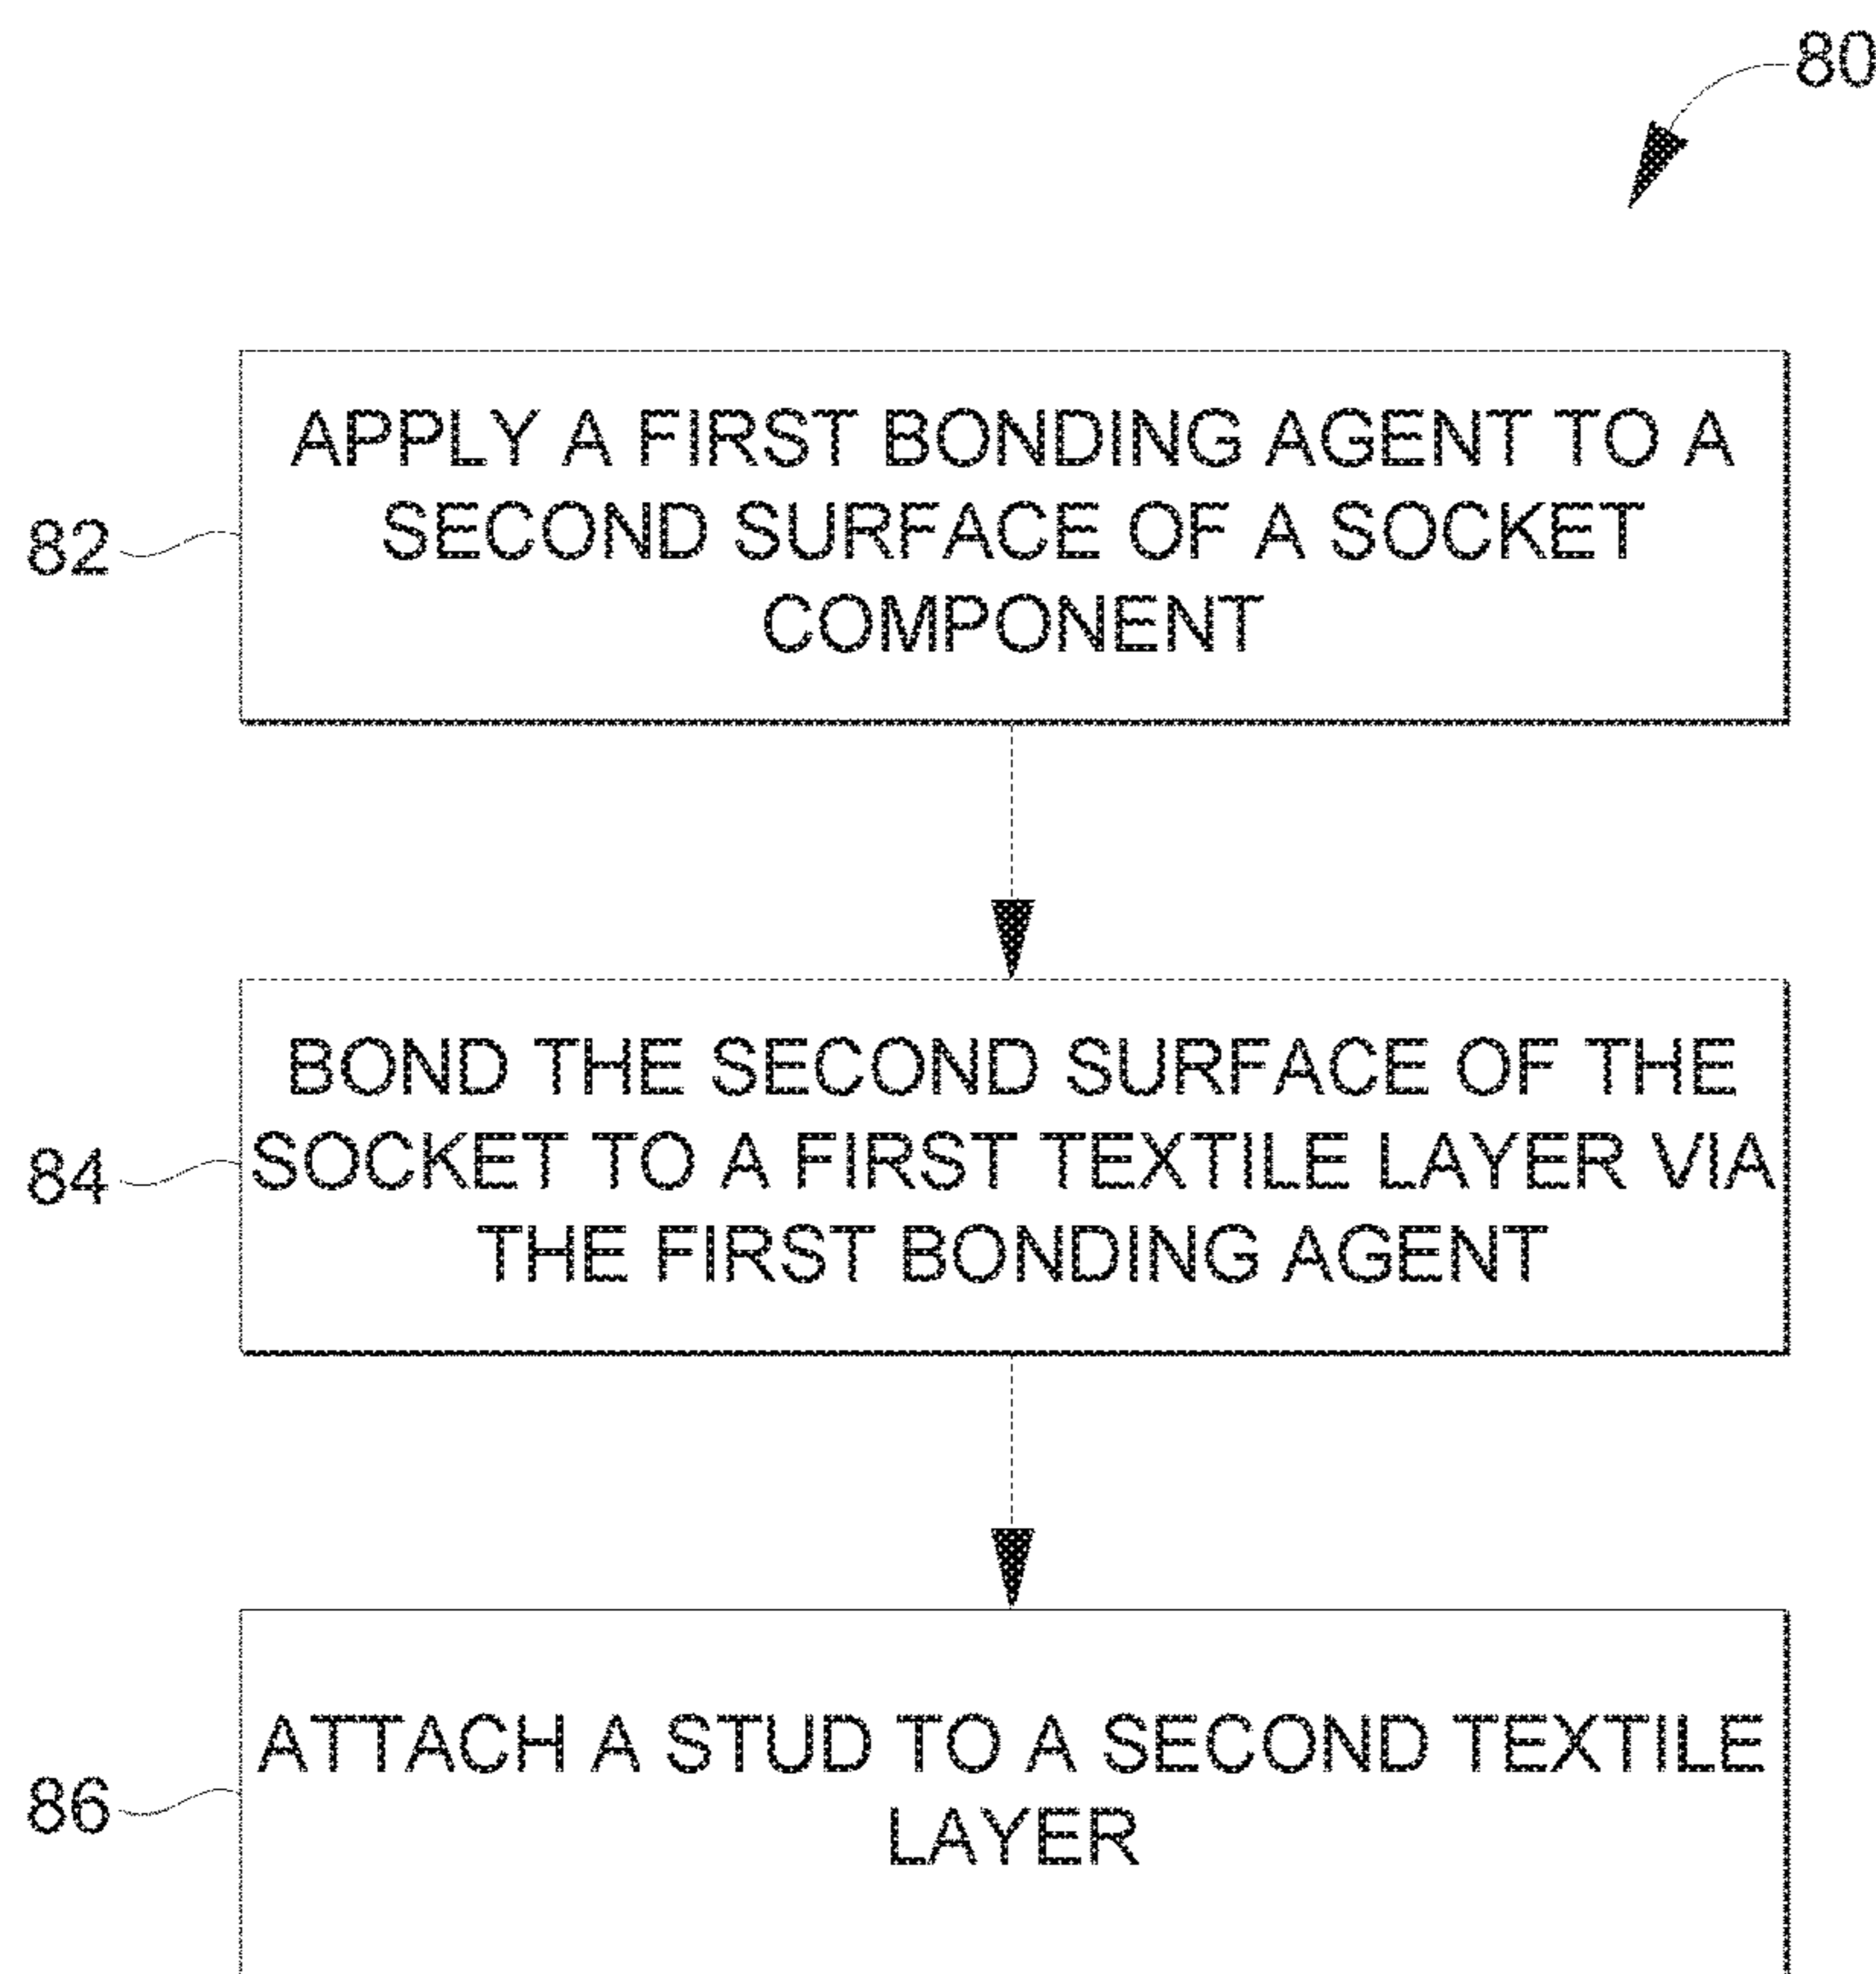 80
APPLY A FIRST BONDING AGENT TO A
SECOND SURFACE OF A SOCKET
COMPONENT
82
BOND THE SECOND SURFACE OF THE
SOCKET TO A FIRST TEXTILE LAYER VIA
THE FIRST BONDING AGENT
84
ATTACH A STUD TO A SECOND TEXTILE
LAYER
86